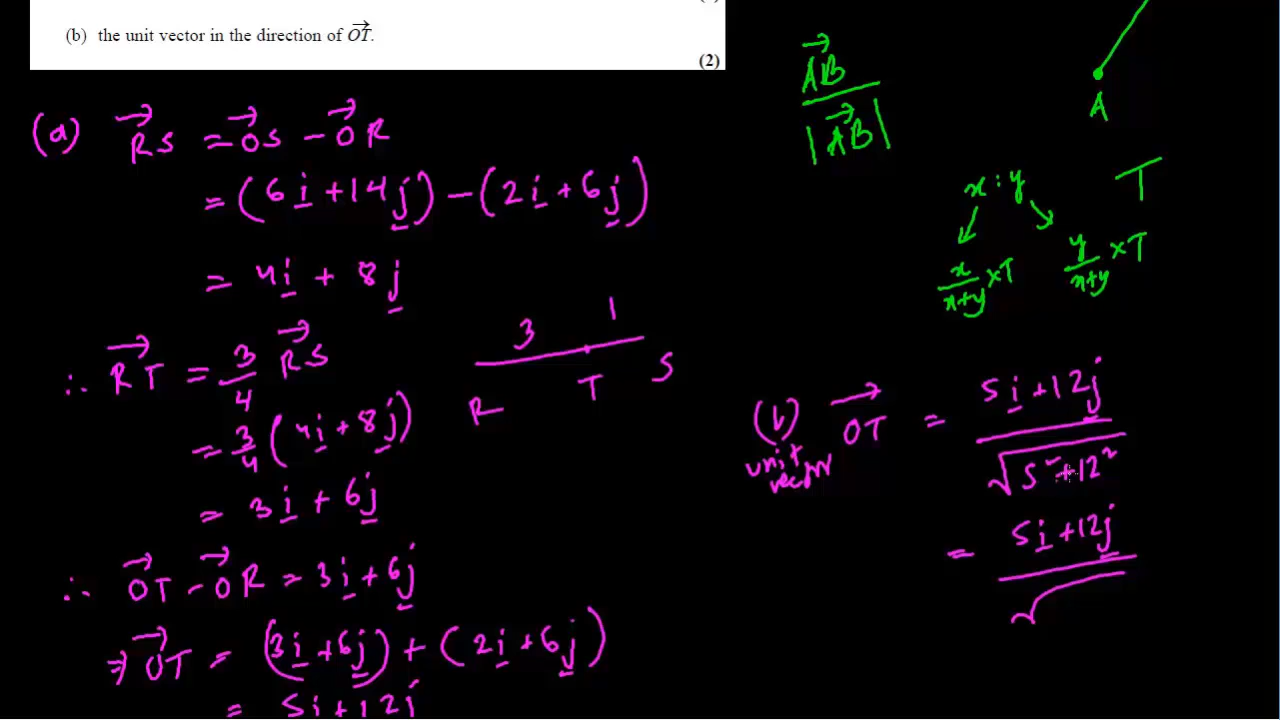 (b) the unit vector in the direction of →OT.
(2)
(a) →RS = →OS − →OR
= (6i + 14j) − (2i + 6j)
= 4i + 8j
∴ →RT = 3/4 →RS
= 3/4 (4i + 8j)
= 3i + 6j
∴ →OT − →OR = 3i + 6j
⇒ →OT = (3i + 6j) + (2i + 6j)
= 5i + 12j
3 1
R T S
→AB / |→AB|
A
x : y T
x/(x+y) × T y/(x+y) × T
(b) →OT = (5i + 12j) / √(5² + 12²)
unit vector
= (5i + 12j) / √